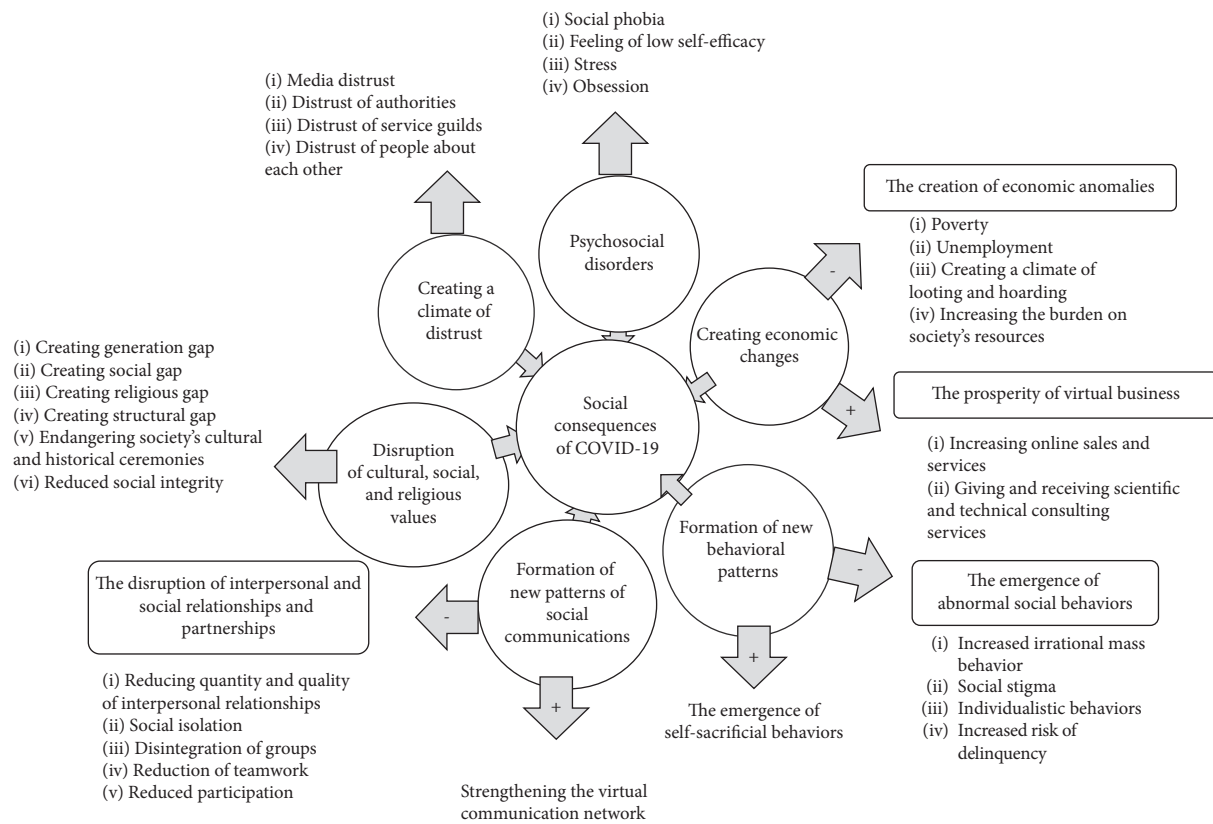 (i) Social phobia
(ii) Feeling of low self-efficacy
(iii) Stress
(iv) Obsession
(i) Media distrust
(ii) Distrust of authorities
(iii) Distrust of service guilds
(iv) Distrust of people about
each other
The creation of economic anomalies
(i) Poverty
(ii) Unemployment
(iii) Creating a climate of
looting and hoarding
(iv) Increasing the burden on
society's resources
Psychosocial
disorders
-
Creating a
climate of
distrust
Creating economic
changes
(i) Creating generation gap
(ii) Creating social gap
(iii) Creating religious gap
(iv) Creating structural gap
(v) Endangering society's cultural
and historical ceremonies
(vi) Reduced social integrity
Social
consequences
of COVID-19
+
The prosperity of virtual business
(i) Increasing online sales and
services
(ii) Giving and receiving scientific
and technical consulting
services
Disruption
of cultural, social,
and religious
values
Formation of new
behavioral
patterns
-
The emergence of
abnormal social behaviors
(i) Increased irrational mass
behavior
(ii) Social stigma
(iii) Individualistic behaviors
(iv) Increased risk of
delinquency
The disruption of interpersonal and
social relationships and
partnerships
-
Formation of
new patterns of
social
communications
+
(i) Reducing quantity and quality
of interpersonal relationships
(ii) Social isolation
(iii) Disintegration of groups
(iv) Reduction of teamwork
(v) Reduced participation
+
The emergence of
self-sacrificial behaviors
Strengthening the virtual
communication network